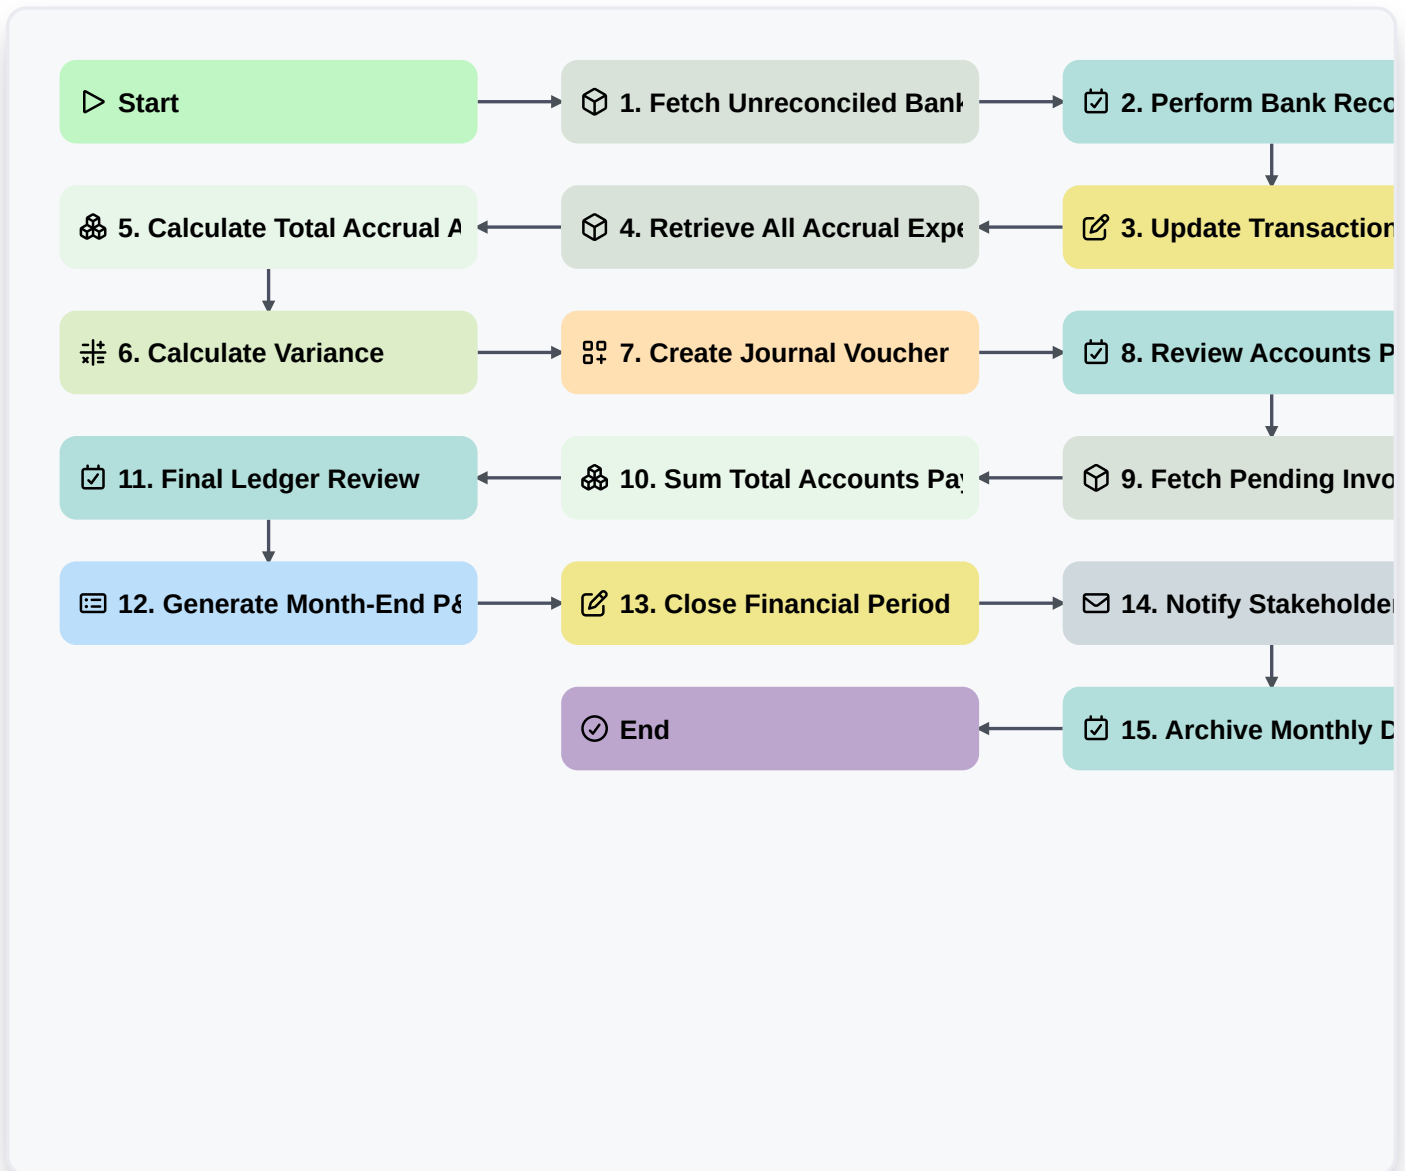 Start
1. Fetch Unreconciled Bank
2. Perform Bank Reco
5. Calculate Total Accrual A
4. Retrieve All Accrual Expe
3. Update Transaction
6. Calculate Variance
7. Create Journal Voucher
8. Review Accounts P
11. Final Ledger Review
10. Sum Total Accounts Pay
9. Fetch Pending Invo
12. Generate Month-End P&
13. Close Financial Period
14. Notify Stakeholder
End
15. Archive Monthly D